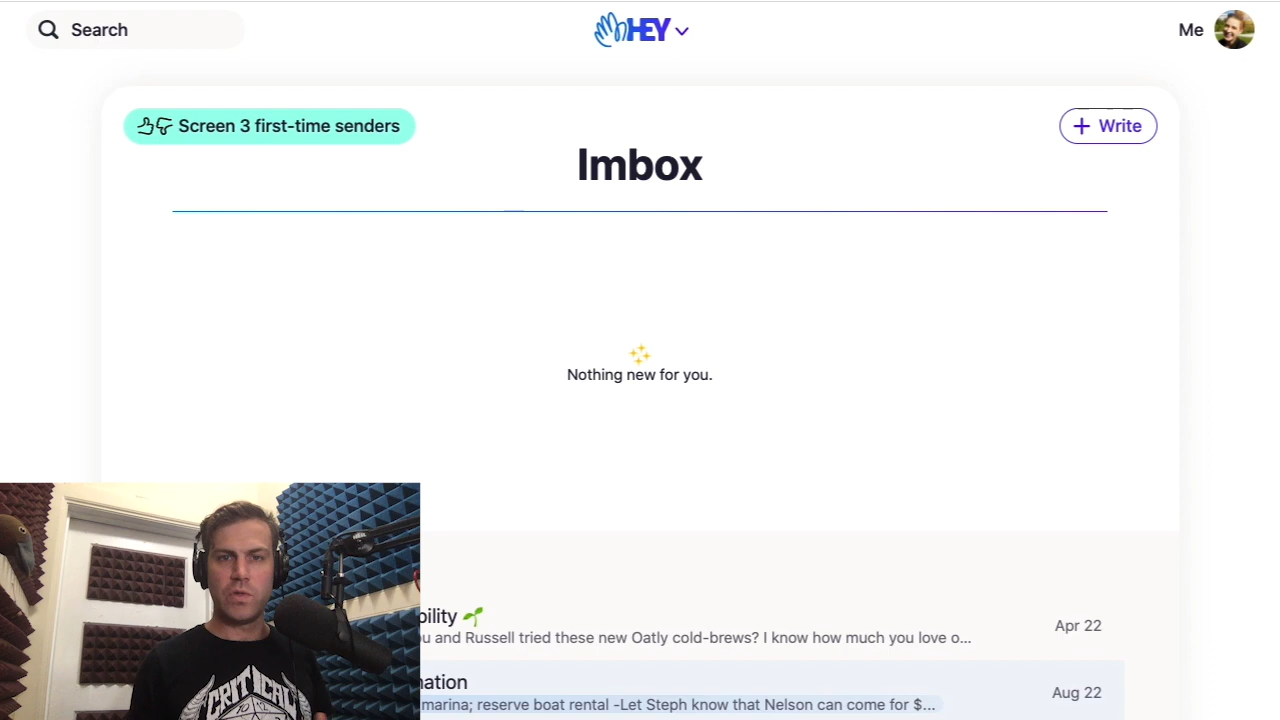 Search
HEY
Me
Screen 3 first-time senders
Write
Imbox
Nothing new for you.
bility 🌱
u and Russell tried these new Oatly cold-brews? I know how much you love o...
Apr 22
nation
marina; reserve boat rental -Let Steph know that Nelson can come for $...
Aug 22
CRITICAL